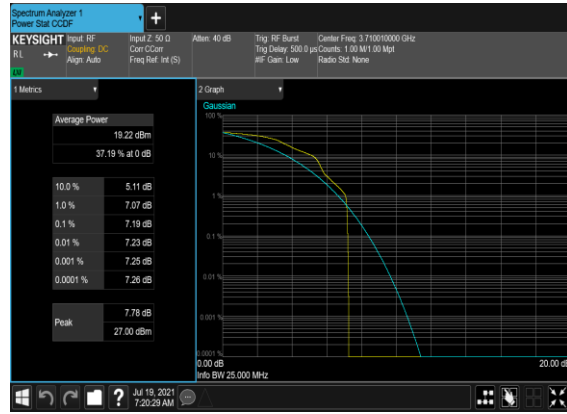 Spectrum Analyzer 1
Power Stat CCDF
+
KEYSIGHT
RL
Input: RF
Coupling: DC
Align: Auto
Input Z: 50 Ω
Corr CCorr
Freq Ref: Int (S)
Atten: 40 dB
Trig: RF Burst
Trig Delay: 500.0 µs
#IF Gain: Low
Center Freq: 3.710010000 GHz
Counts: 1.00 M/1.00 Mpt
Radio Std: None
1 Metrics
Average Power
19.22 dBm
37.19 % at 0 dB
10.0 % 5.11 dB
1.0 % 7.07 dB
0.1 % 7.19 dB
0.01 % 7.23 dB
0.001 % 7.25 dB
0.0001 % 7.26 dB
Peak
7.78 dB
27.00 dBm
2 Graph
Gaussian
100 %
10 %
1 %
0.1 %
0.01 %
0.001 %
0.0001 %
0.00 dB
20.00 dB
Info BW 25.000 MHz
?
Jul 19, 2021
7:20:29 AM